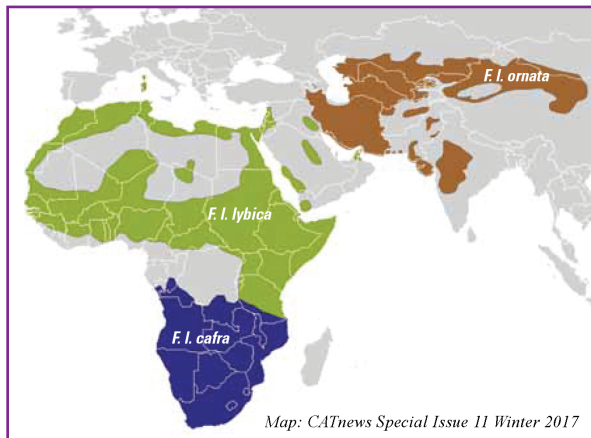 F. l. ornata
F. l. lybica
F. l. cafra
Map: CATnews Special Issue 11 Winter 2017